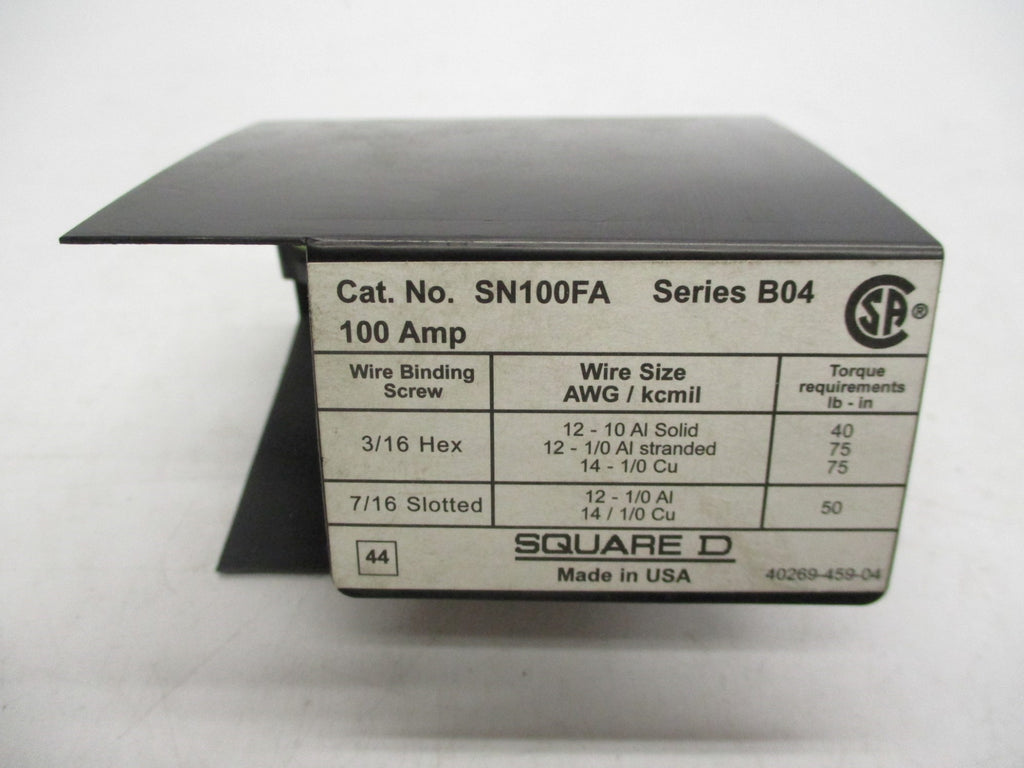 Cat. No. SN100FA Series B04
100 Amp
SA ®
Wire Binding
Screw
Wire Size
AWG / kcmil
Torque
requirements
lb - in
3/16 Hex
12 - 10 Al Solid
12 - 1/0 Al stranded
14 - 1/0 Cu
40
75
75
7/16 Slotted
12 - 1/0 Al
14 / 1/0 Cu
50
44
SQUARE D
Made in USA
40269-459-04